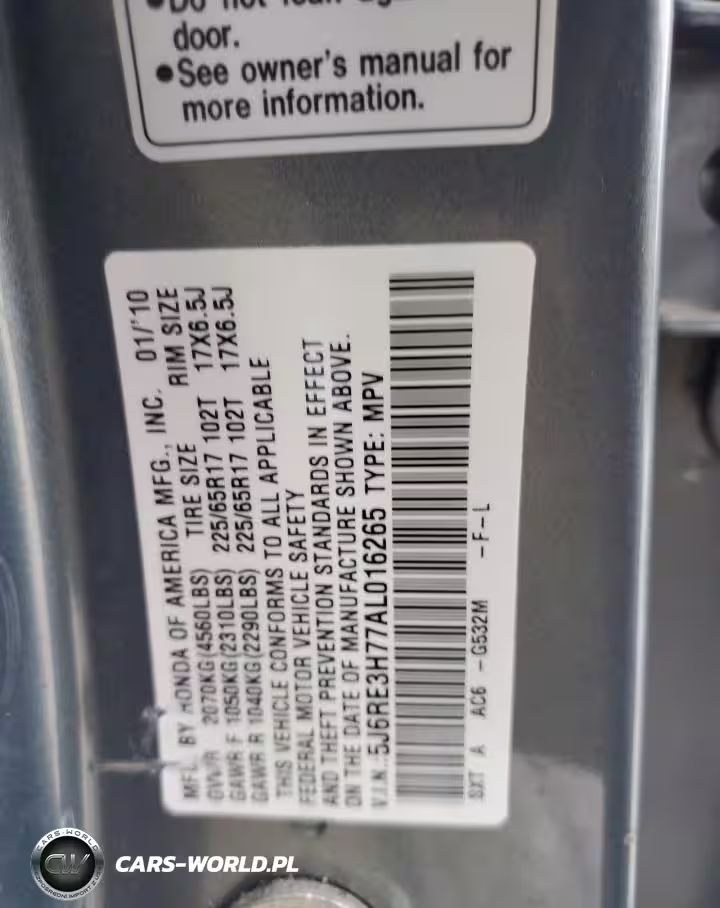 door.
●See owner's manual for
more information.
MFD. BY HONDA OF AMERICA MFG., INC. 01/'10
GVWR 2070KG(4560LBS) TIRE SIZE RIM SIZE
GAWR F 1050KG(2310LBS) 225/65R17 102T 17X6.5J
GAWR R 1040KG(2290LBS) 225/65R17 102T 17X6.5J
THIS VEHICLE CONFORMS TO ALL APPLICABLE
FEDERAL MOTOR VEHICLE SAFETY
AND THEFT PREVENTION STANDARDS IN EFFECT
ON THE DATE OF MANUFACTURE SHOWN ABOVE.
V.I.N.:5J6RE3H77AL016265 TYPE: MPV
SXT A AC6 -G532M -F-L
CARS-WORLD
CW
CARS-WORLD.PL